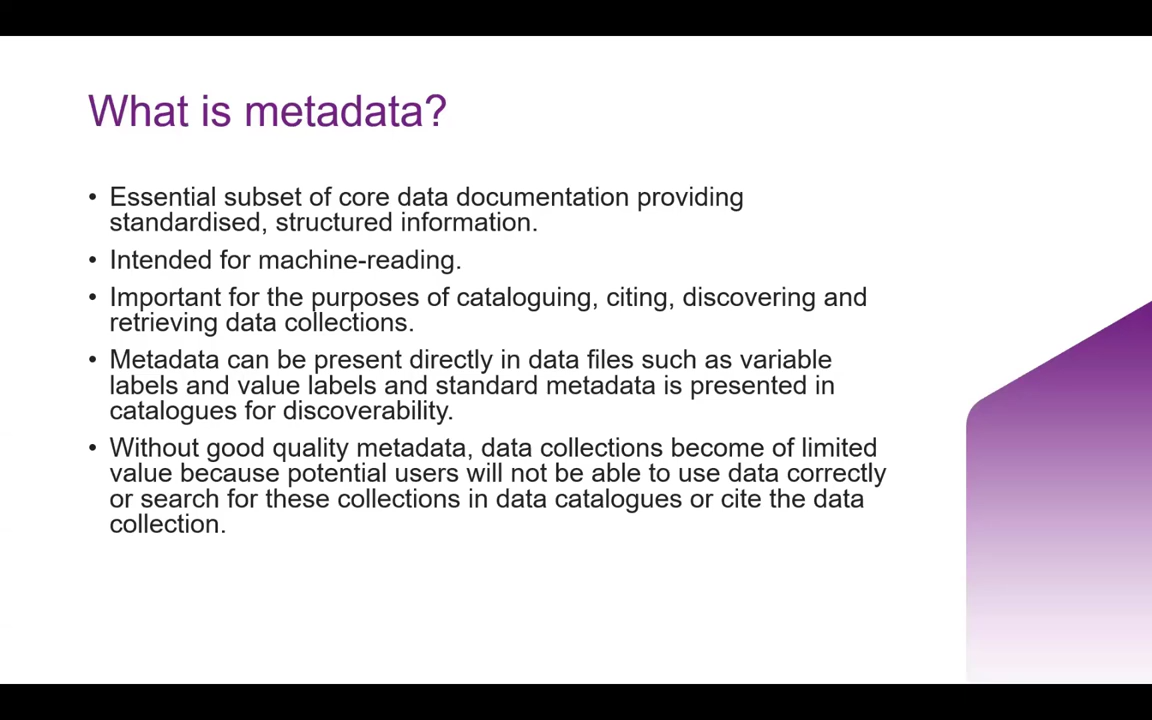 What is metadata?
• Essential subset of core data documentation providing
standardised, structured information.
• Intended for machine-reading.
• Important for the purposes of cataloguing, citing, discovering and
retrieving data collections.
• Metadata can be present directly in data files such as variable
labels and value labels and standard metadata is presented in
catalogues for discoverability.
• Without good quality metadata, data collections become of limited
value because potential users will not be able to use data correctly
or search for these collections in data catalogues or cite the data
collection.